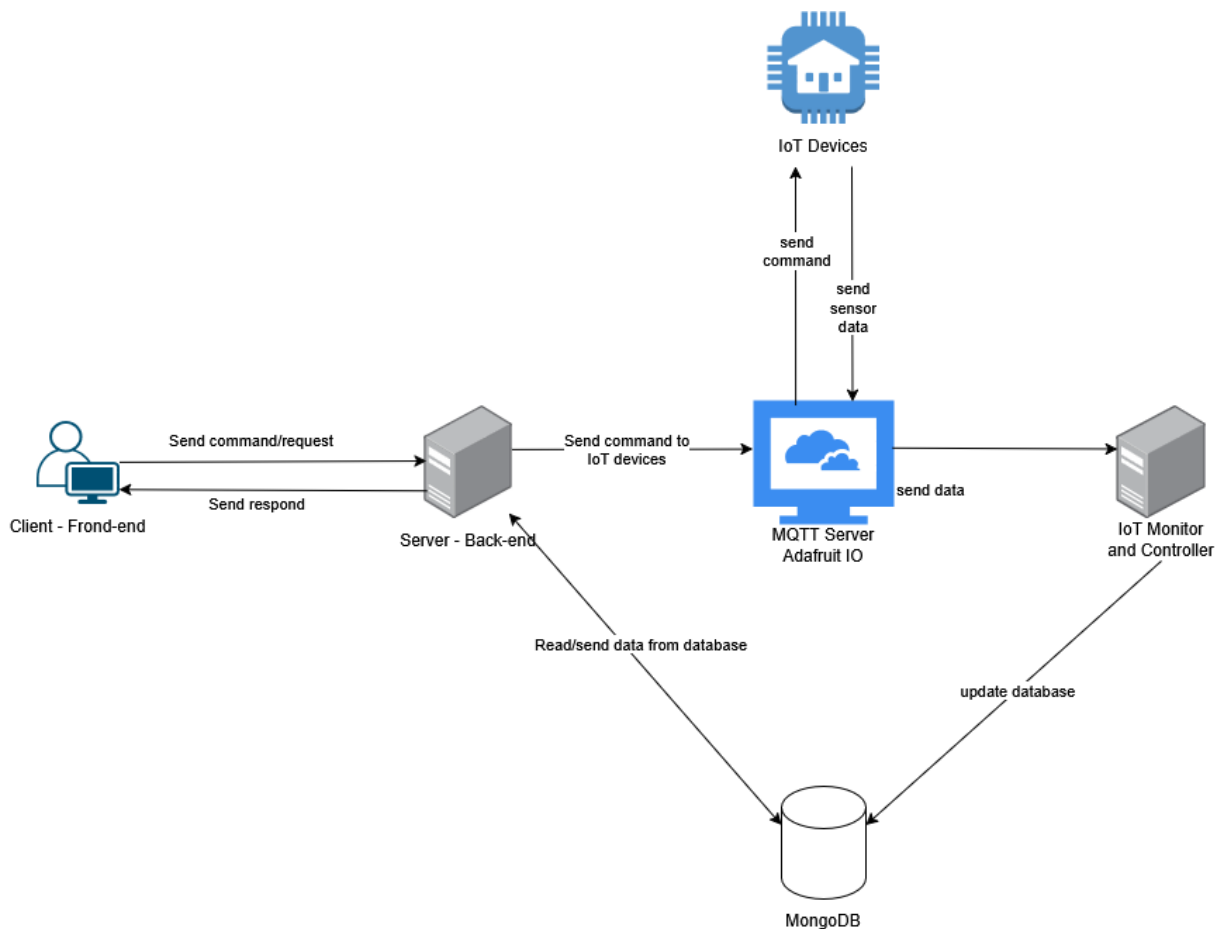 IoT Devices
send
command
send
sensor
data
Send command/request
Send command to
IoT devices
send data
Send respond
Client - Frond-end
Server - Back-end
MQTT Server
Adafruit IO
IoT Monitor
and Controller
Read/send data from database
update database
MongoDB